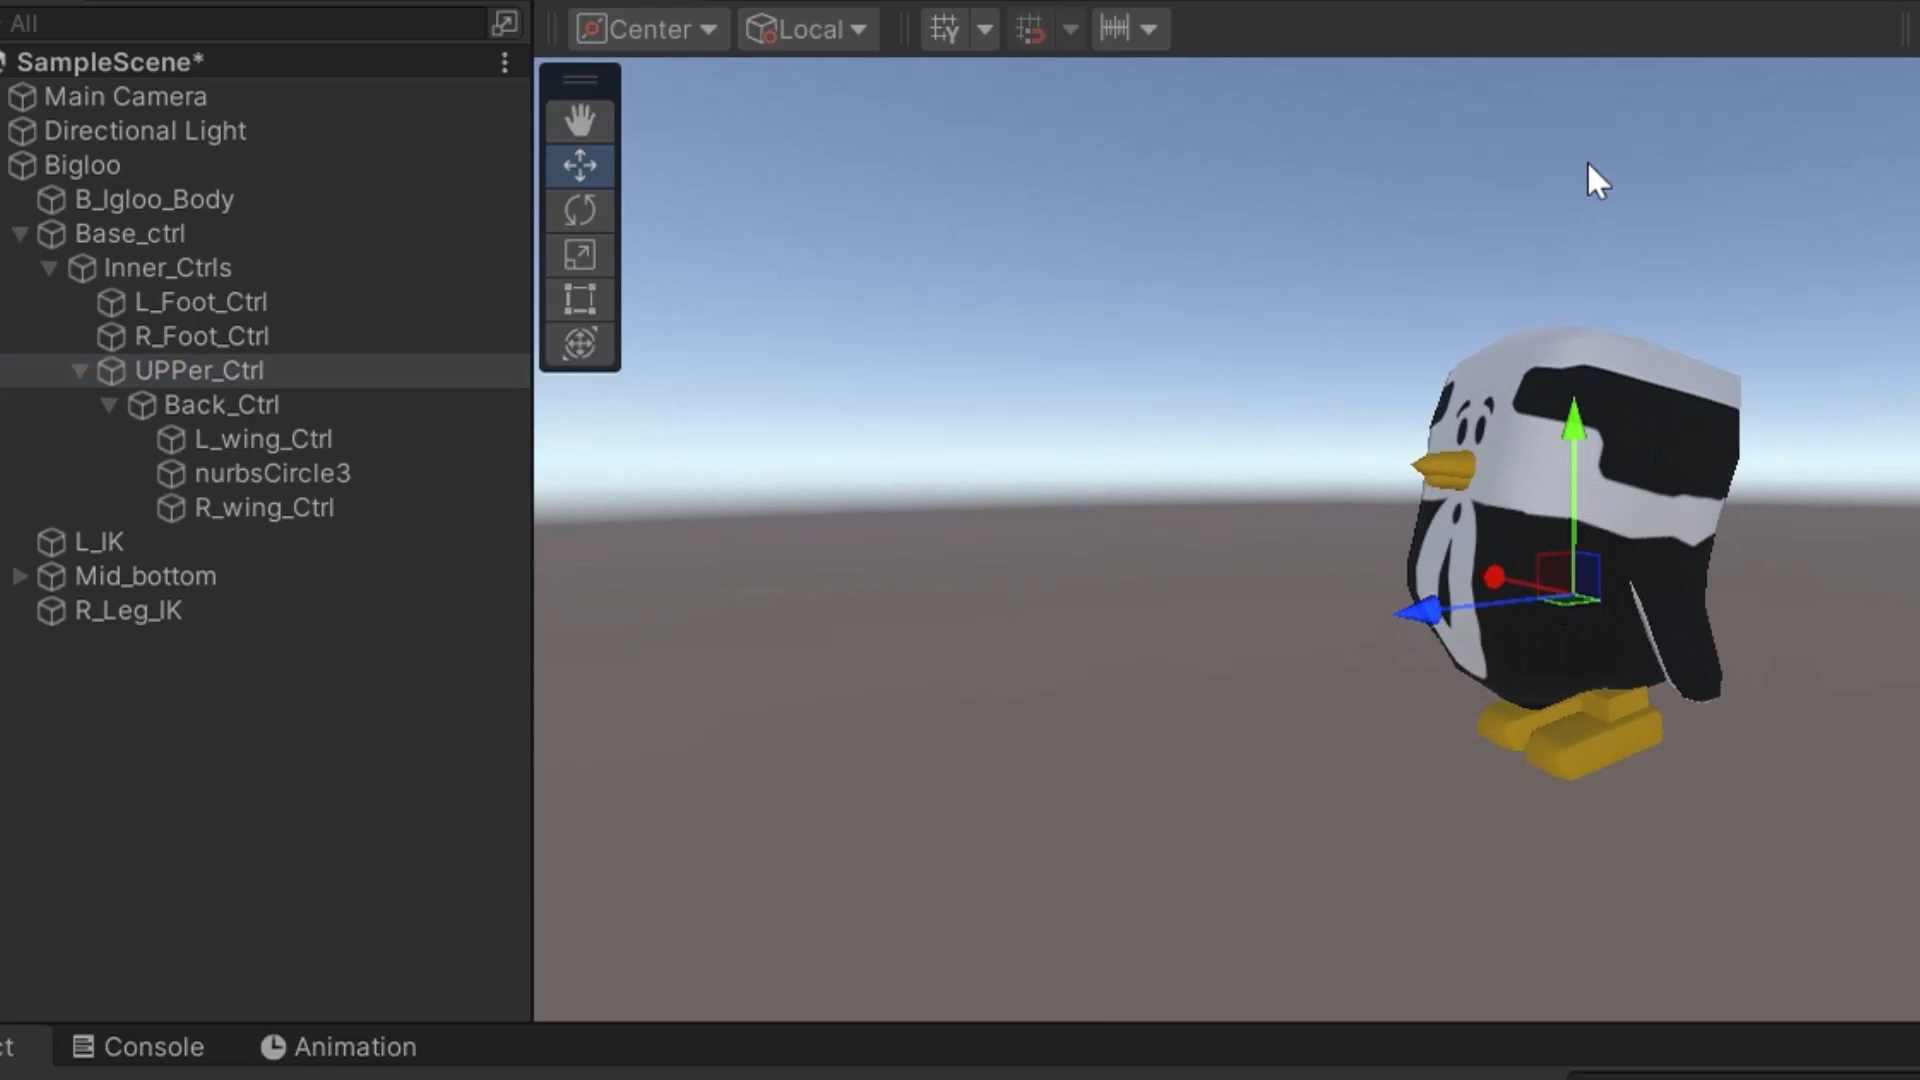 All
Center
Local
SampleScene*
Main Camera
Directional Light
Bigloo
B_Igloo_Body
Base_ctrl
Inner_Ctrls
L_Foot_Ctrl
R_Foot_Ctrl
UPPer_Ctrl
Back_Ctrl
L_wing_Ctrl
nurbsCircle3
R_wing_Ctrl
L_IK
Mid_bottom
R_Leg_IK
ct
Console
Animation